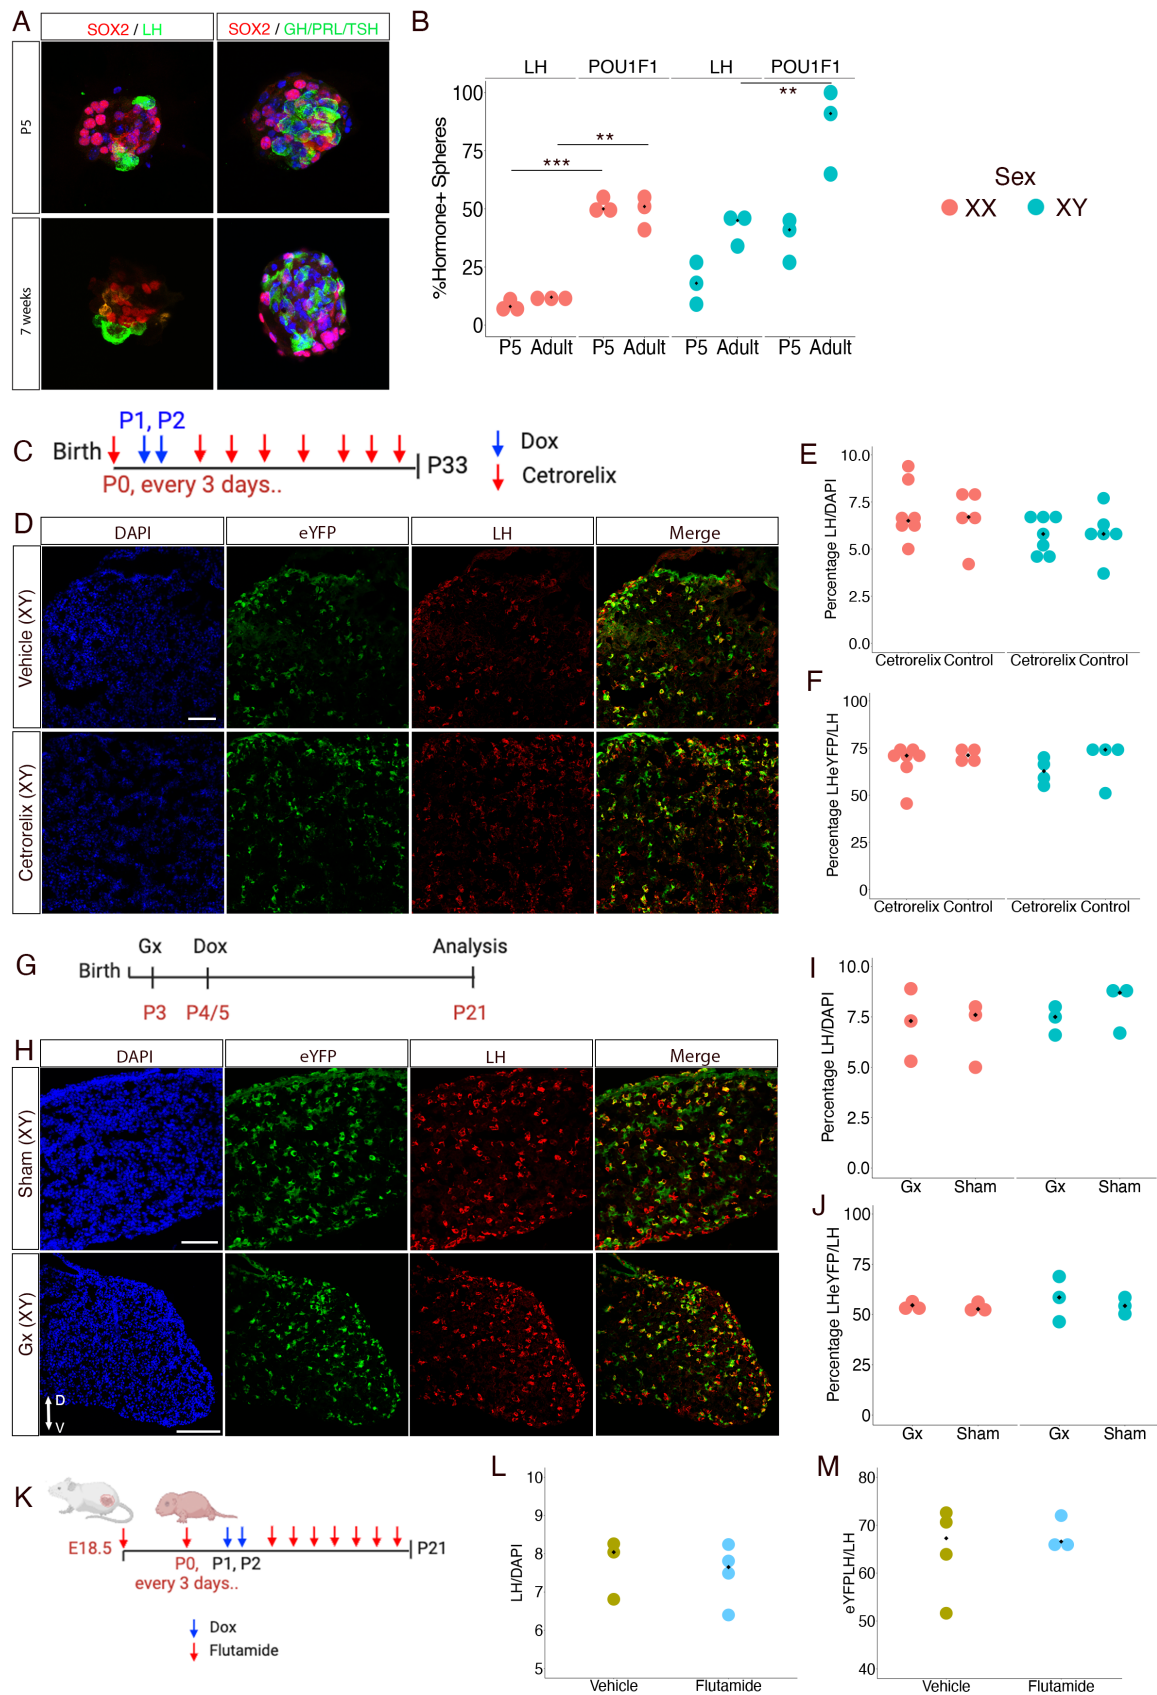 A
SOX2 / LH
SOX2 / GH/PRL/TSH
P5
7 weeks
B
LH POU1F1 LH POU1F1
%Hormone+ Spheres
100
75
50
25
0
***
**
**
P5 Adult P5 Adult P5 Adult P5 Adult
Sex
XX XY
C
P1, P2
Birth
P33
P0, every 3 days..
Dox
Cetrorelix
D
DAPI eYFP LH Merge
Vehicle (XY)
Cetrorelix (XY)
E
Percentage LH/DAPI
10.0
7.5
5.0
2.5
0.0
Cetrorelix Control Cetrorelix Control
F
Percentage LHeYFP/LH
100
75
50
25
0
Cetrorelix Control Cetrorelix Control
G
Gx Dox Analysis
Birth
P3 P4/5 P21
H
DAPI eYFP LH Merge
Sham (XY)
Gx (XY)
D
V
I
Percentage LH/DAPI
10.0
7.5
5.0
2.5
0.0
Gx Sham Gx Sham
J
Percentage LHeYFP/LH
100
75
50
25
0
Gx Sham Gx Sham
K
E18.5
P21
P0, P1, P2
every 3 days..
Dox
Flutamide
L
LH/DAPI
10
9
8
7
6
5
Vehicle Flutamide
M
eYFPLH/LH
80
70
60
50
40
Vehicle Flutamide